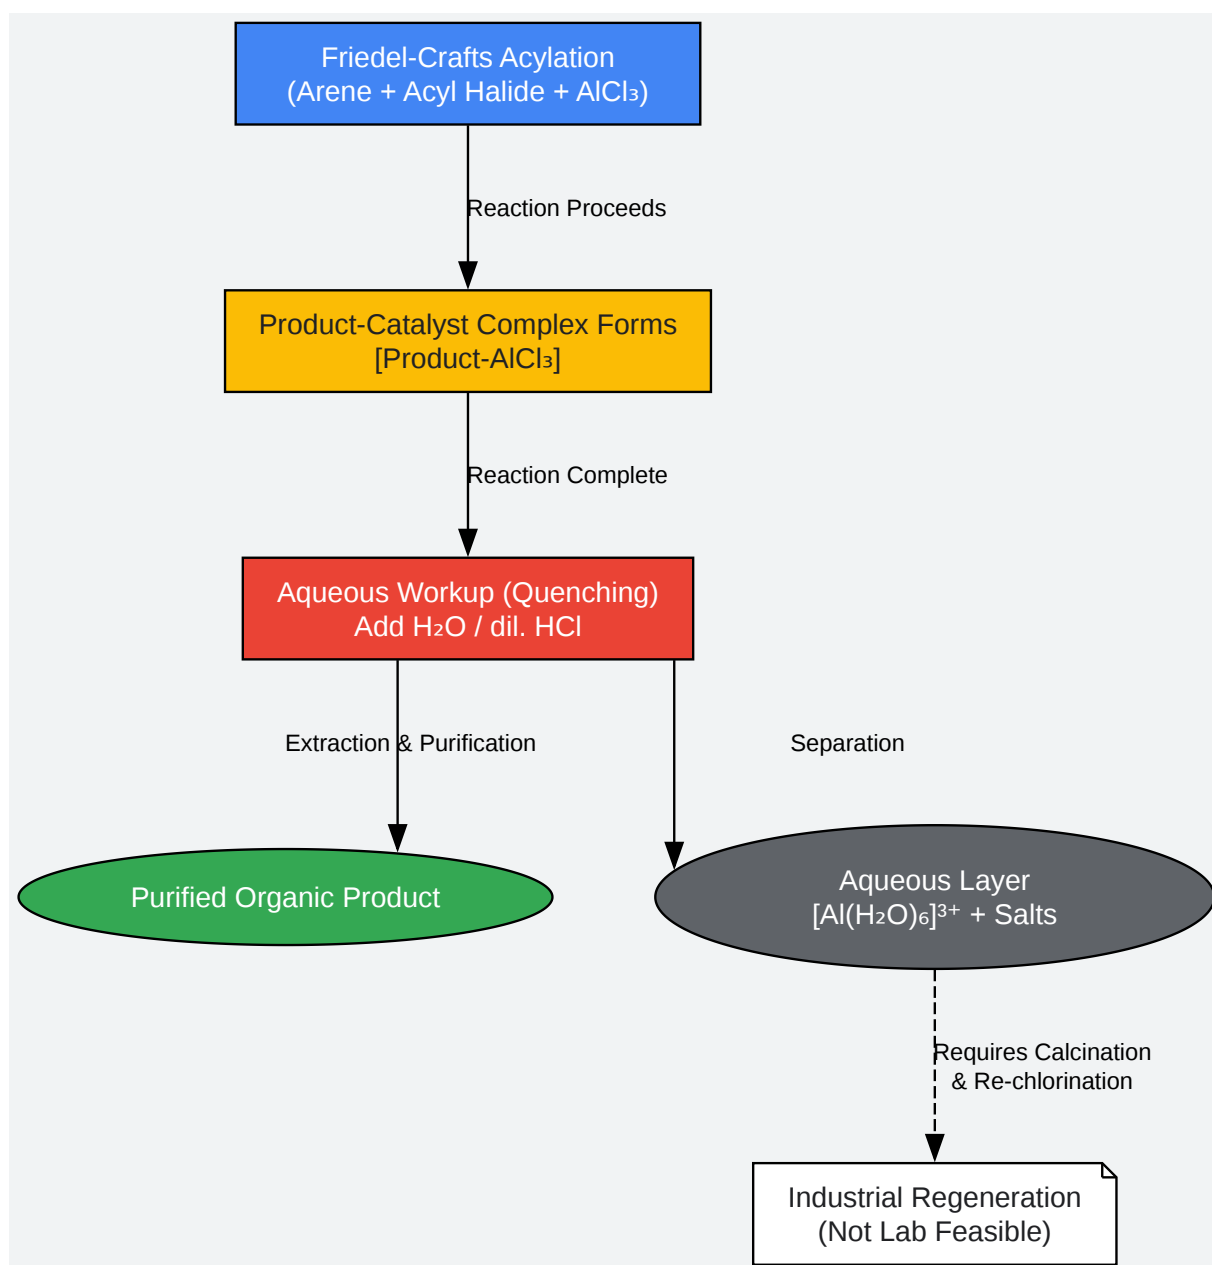 Friedel-Crafts Acylation
(Arene + Acyl Halide + AlCl₃)
Reaction Proceeds
Product-Catalyst Complex Forms
[Product-AlCl₃]
Reaction Complete
Aqueous Workup (Quenching)
Add H₂O / dil. HCl
Extraction & Purification
Separation
Purified Organic Product
Aqueous Layer
[Al(H₂O)₆]³⁺ + Salts
Requires Calcination
& Re-chlorination
Industrial Regeneration
(Not Lab Feasible)